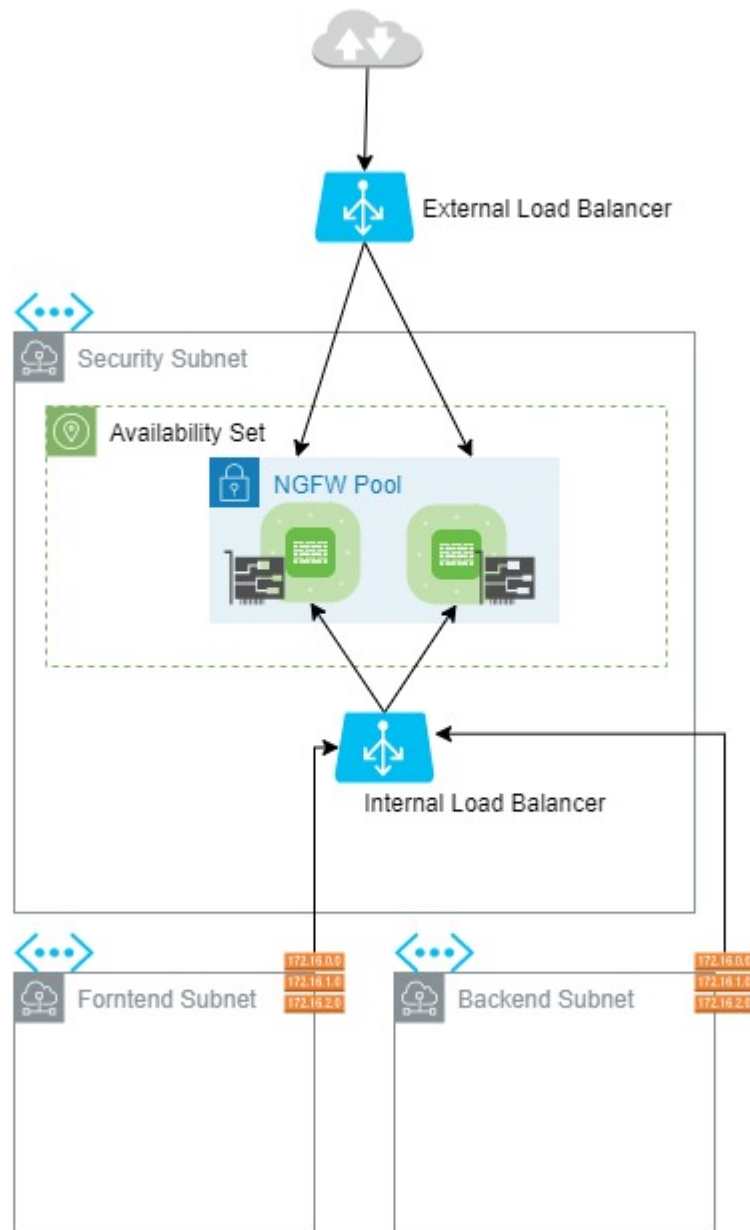 External Load Balancer
Security Subnet
Availability Set
NGFW Pool
Internal Load Balancer
172.16.0.0
172.16.1.0
172.16.2.0
172.16.0.0
172.16.1.0
172.16.2.0
Forntend Subnet
Backend Subnet